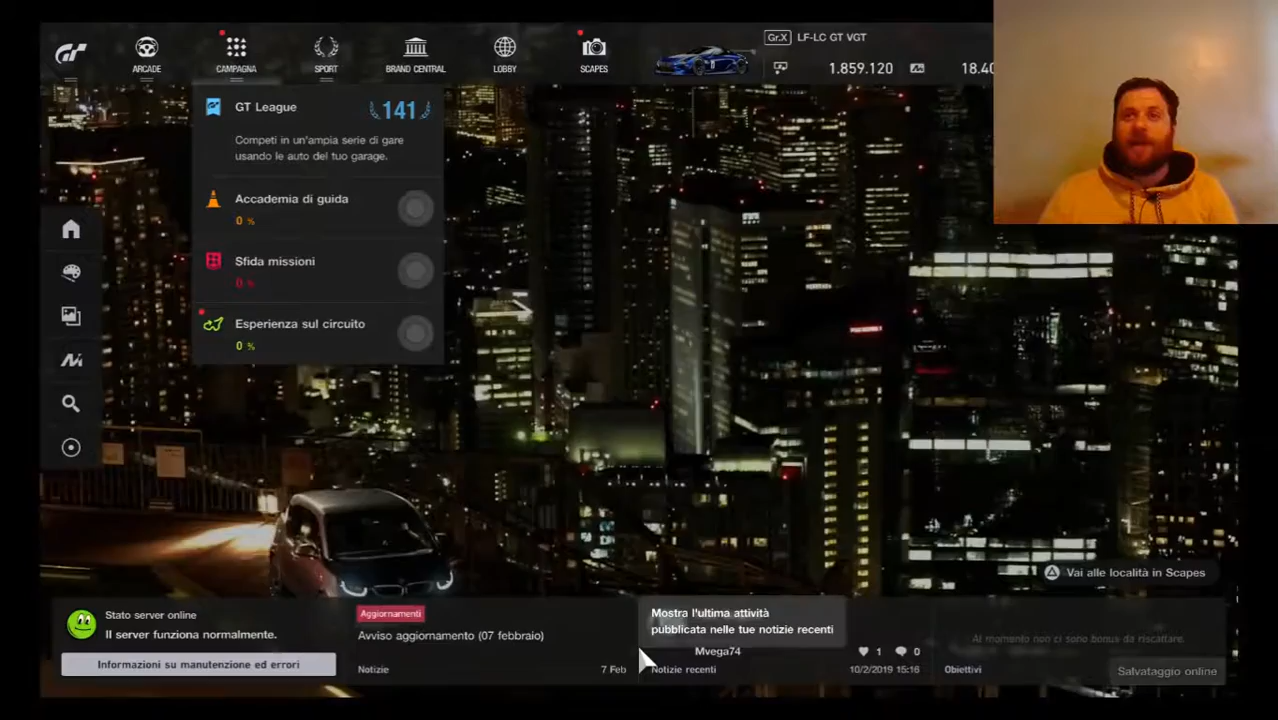 GT
ARCADE
CAMPAGNA
SPORT
BRAND CENTRAL
LOBBY
SCAPES
Gr.X LF-LC GT VGT
1.859.120
18.40
GT League
141
Competi in un'ampia serie di gare
usando le auto del tuo garage.
Accademia di guida
0 %
Sfida missioni
0 %
Esperienza sul circuito
0 %
Vai alle località in Scapes
Stato server online
Il server funziona normalmente.
Informazioni su manutenzione ed errori
Aggiornamenti
Avviso aggiornamento (07 febbraio)
Notizie
7 Feb
Mostra l'ultima attività
pubblicata nelle tue notizie recenti
Mvega74
1
0
Notizie recenti
10/2/2019 15:16
Al momento non ci sono bonus da riscattare.
Obiettivi
Salvataggio online